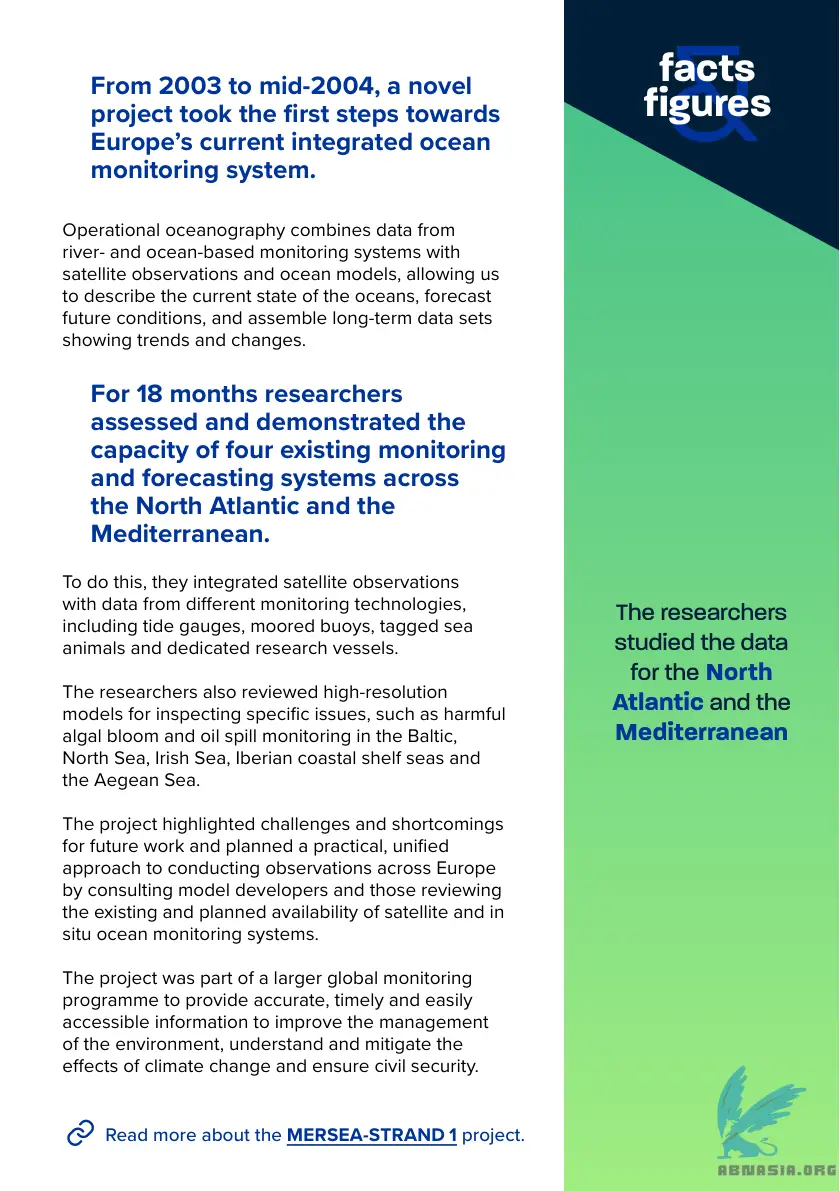 From 2003 to mid-2004, a novel
project took the first steps towards
Europe’s current integrated ocean
monitoring system.
Operational oceanography combines data from
river- and ocean-based monitoring systems with
satellite observations and ocean models, allowing us
to describe the current state of the oceans, forecast
future conditions, and assemble long-term data sets
showing trends and changes.
For 18 months researchers
assessed and demonstrated the
capacity of four existing monitoring
and forecasting systems across
the North Atlantic and the
Mediterranean.
To do this, they integrated satellite observations
with data from different monitoring technologies,
including tide gauges, moored buoys, tagged sea
animals and dedicated research vessels.
The researchers also reviewed high-resolution
models for inspecting specific issues, such as harmful
algal bloom and oil spill monitoring in the Baltic,
North Sea, Irish Sea, Iberian coastal shelf seas and
the Aegean Sea.
The project highlighted challenges and shortcomings
for future work and planned a practical, unified
approach to conducting observations across Europe
by consulting model developers and those reviewing
the existing and planned availability of satellite and in
situ ocean monitoring systems.
The project was part of a larger global monitoring
programme to provide accurate, timely and easily
accessible information to improve the management
of the environment, understand and mitigate the
effects of climate change and ensure civil security.
Read more about the MERSEA-STRAND 1 project.
facts
&
figures
The researchers
studied the data
for the North
Atlantic and the
Mediterranean
ABNASIA.ORG